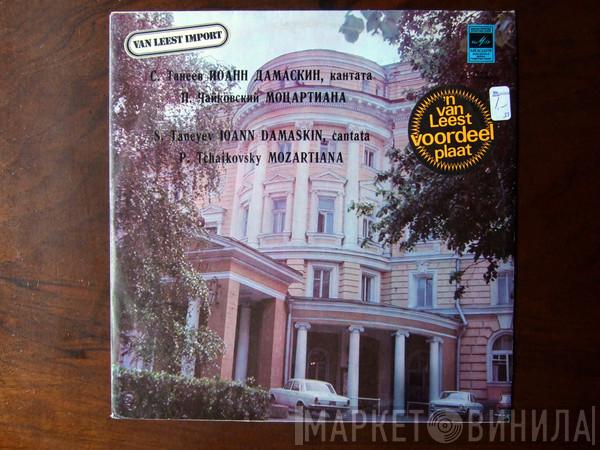 VAN LEEST IMPORT
С. Танеев ИОАНН ДАМАСКИН, кантата
П. Чайковский МОЦАРТИАНА
S. Taneyev IOANN DAMASKIN, cantata
P. Tchaikovsky MOZARTIANA
'n
van
Leest
voordeel
plaat
МАРКЕТ ВИНИЛА